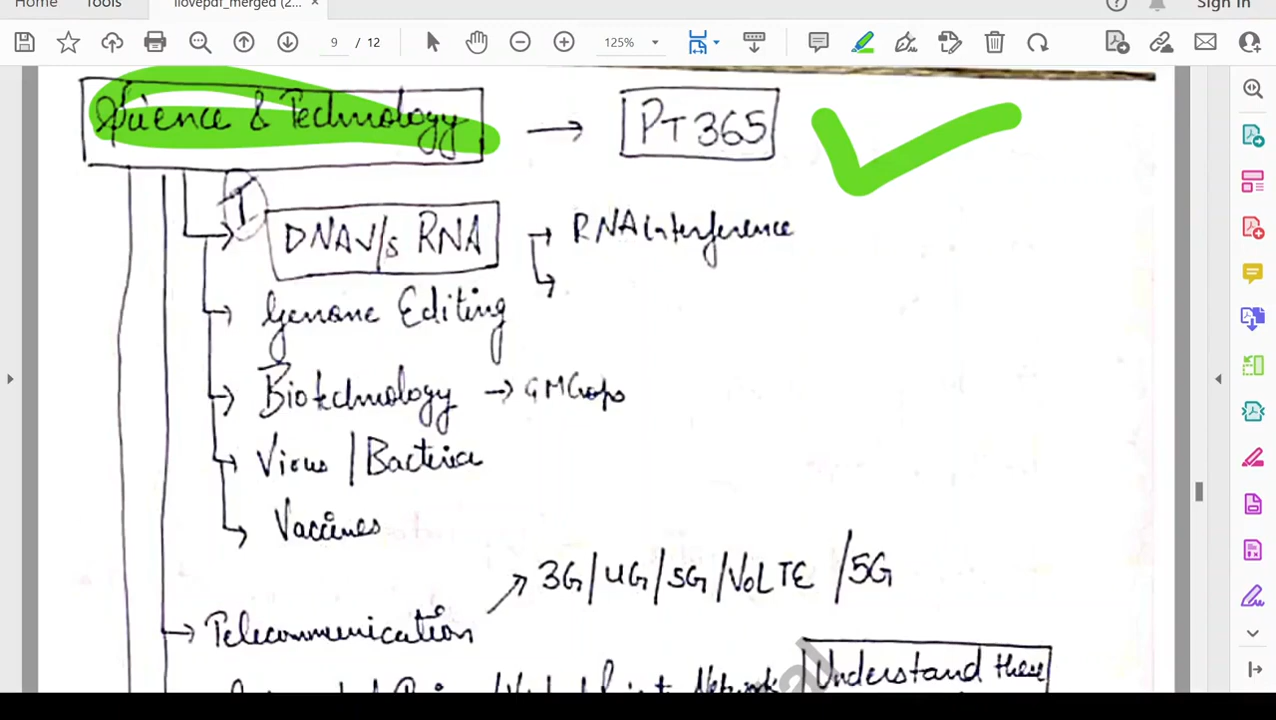 Home Tools ilovepdf_merged (2... × Sign In
9 / 12 125%
Science & Technology → PT 365
I
DNA V/s RNA → RNA Interference
Genome Editing
Biotechnology → GM Crops
Virus / Bacteria
Vaccines
3G/4G/5G/VoLTE /5G
Telecommunication
Understand these